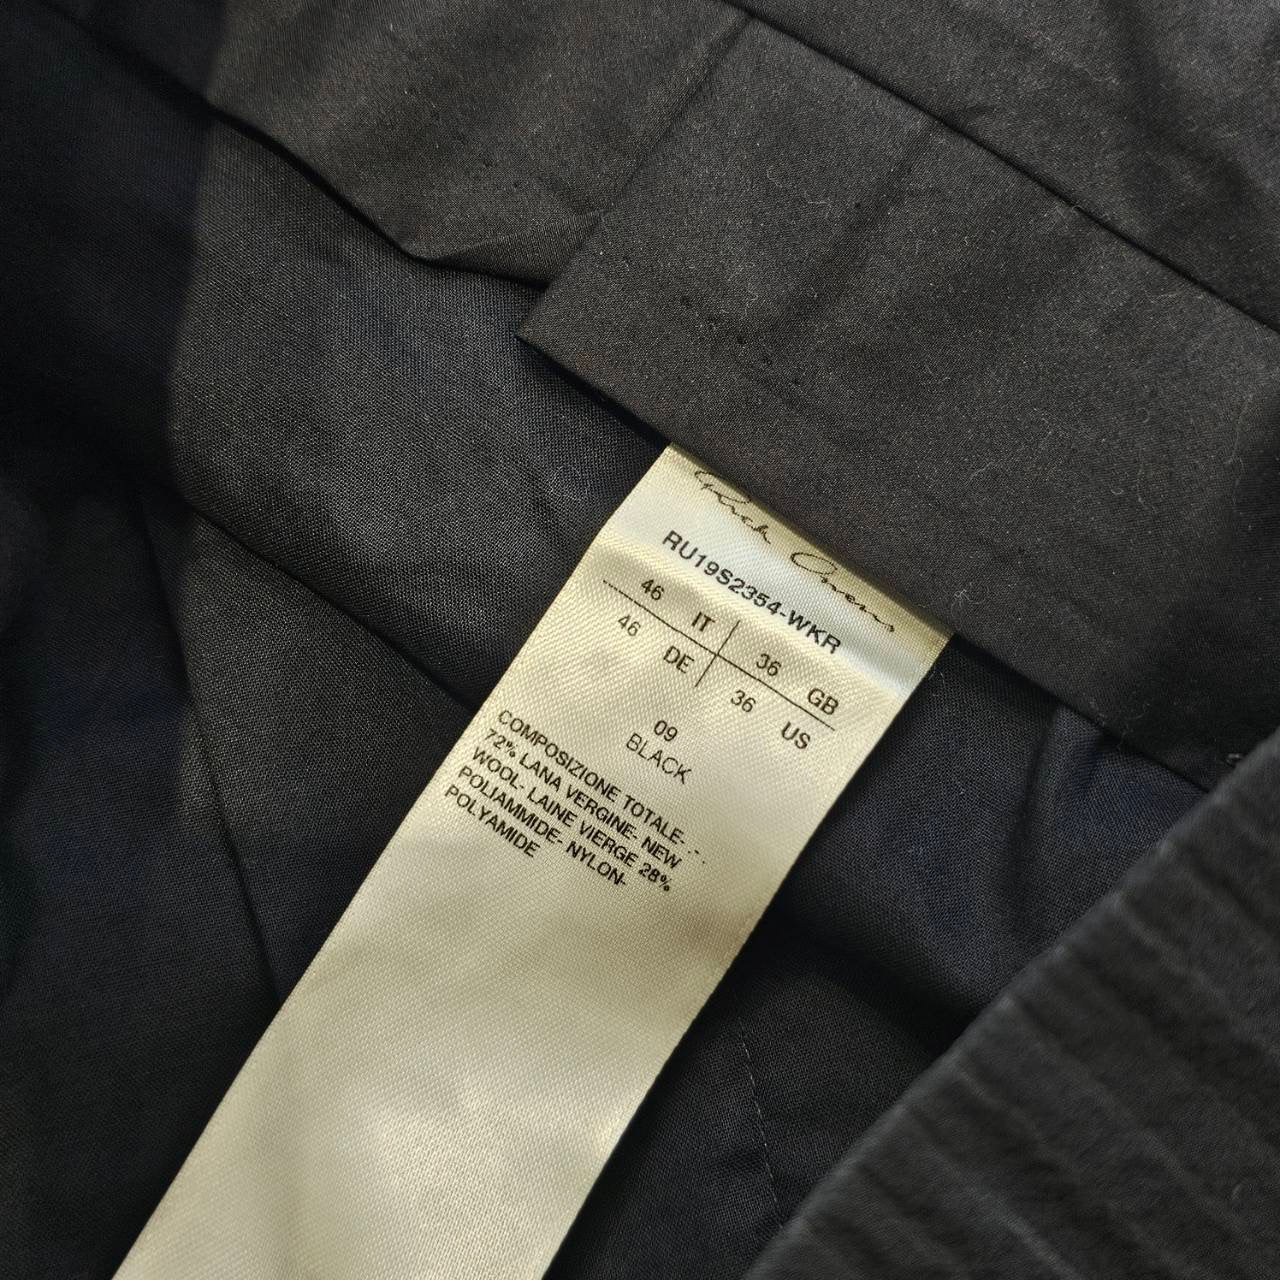 Rick Owens
RU19S2354-WKR
46 IT 36 GB
46 DE 36 US
09
BLACK
COMPOSIZIONE TOTALE-
72% LANA VERGINE- NEW
WOOL- LAINE VIERGE 28%
POLIAMMIDE- NYLON-
POLYAMIDE